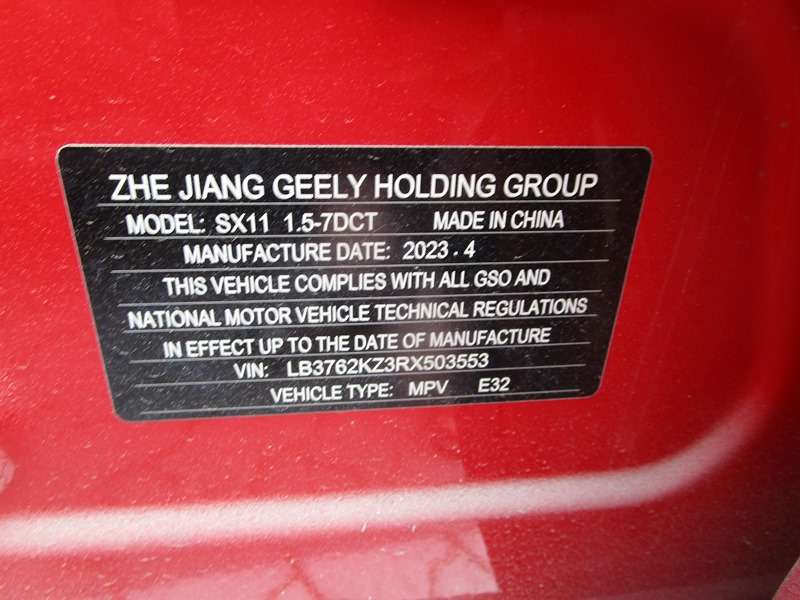 ZHE JIANG GEELY HOLDING GROUP
MODEL: SX11 1.5-7DCT MADE IN CHINA
MANUFACTURE DATE: 2023.4
THIS VEHICLE COMPLIES WITH ALL GSO AND
NATIONAL MOTOR VEHICLE TECHNICAL REGULATIONS
IN EFFECT UP TO THE DATE OF MANUFACTURE
VIN: LB3762KZ3RX503553
VEHICLE TYPE: MPV E32